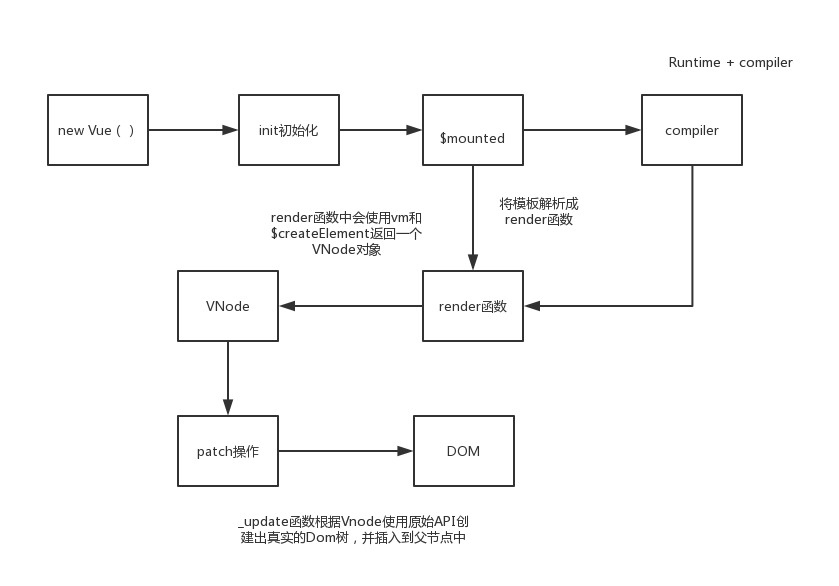 Runtime + compiler
new Vue ( )
init初始化
$mounted
compiler
将模板解析成
render函数
render函数中会使用vm和
$createElement返回一个
VNode对象
VNode
render函数
patch操作
DOM
_update函数根据Vnode使用原始API创
建出真实的Dom树，并插入到父节点中